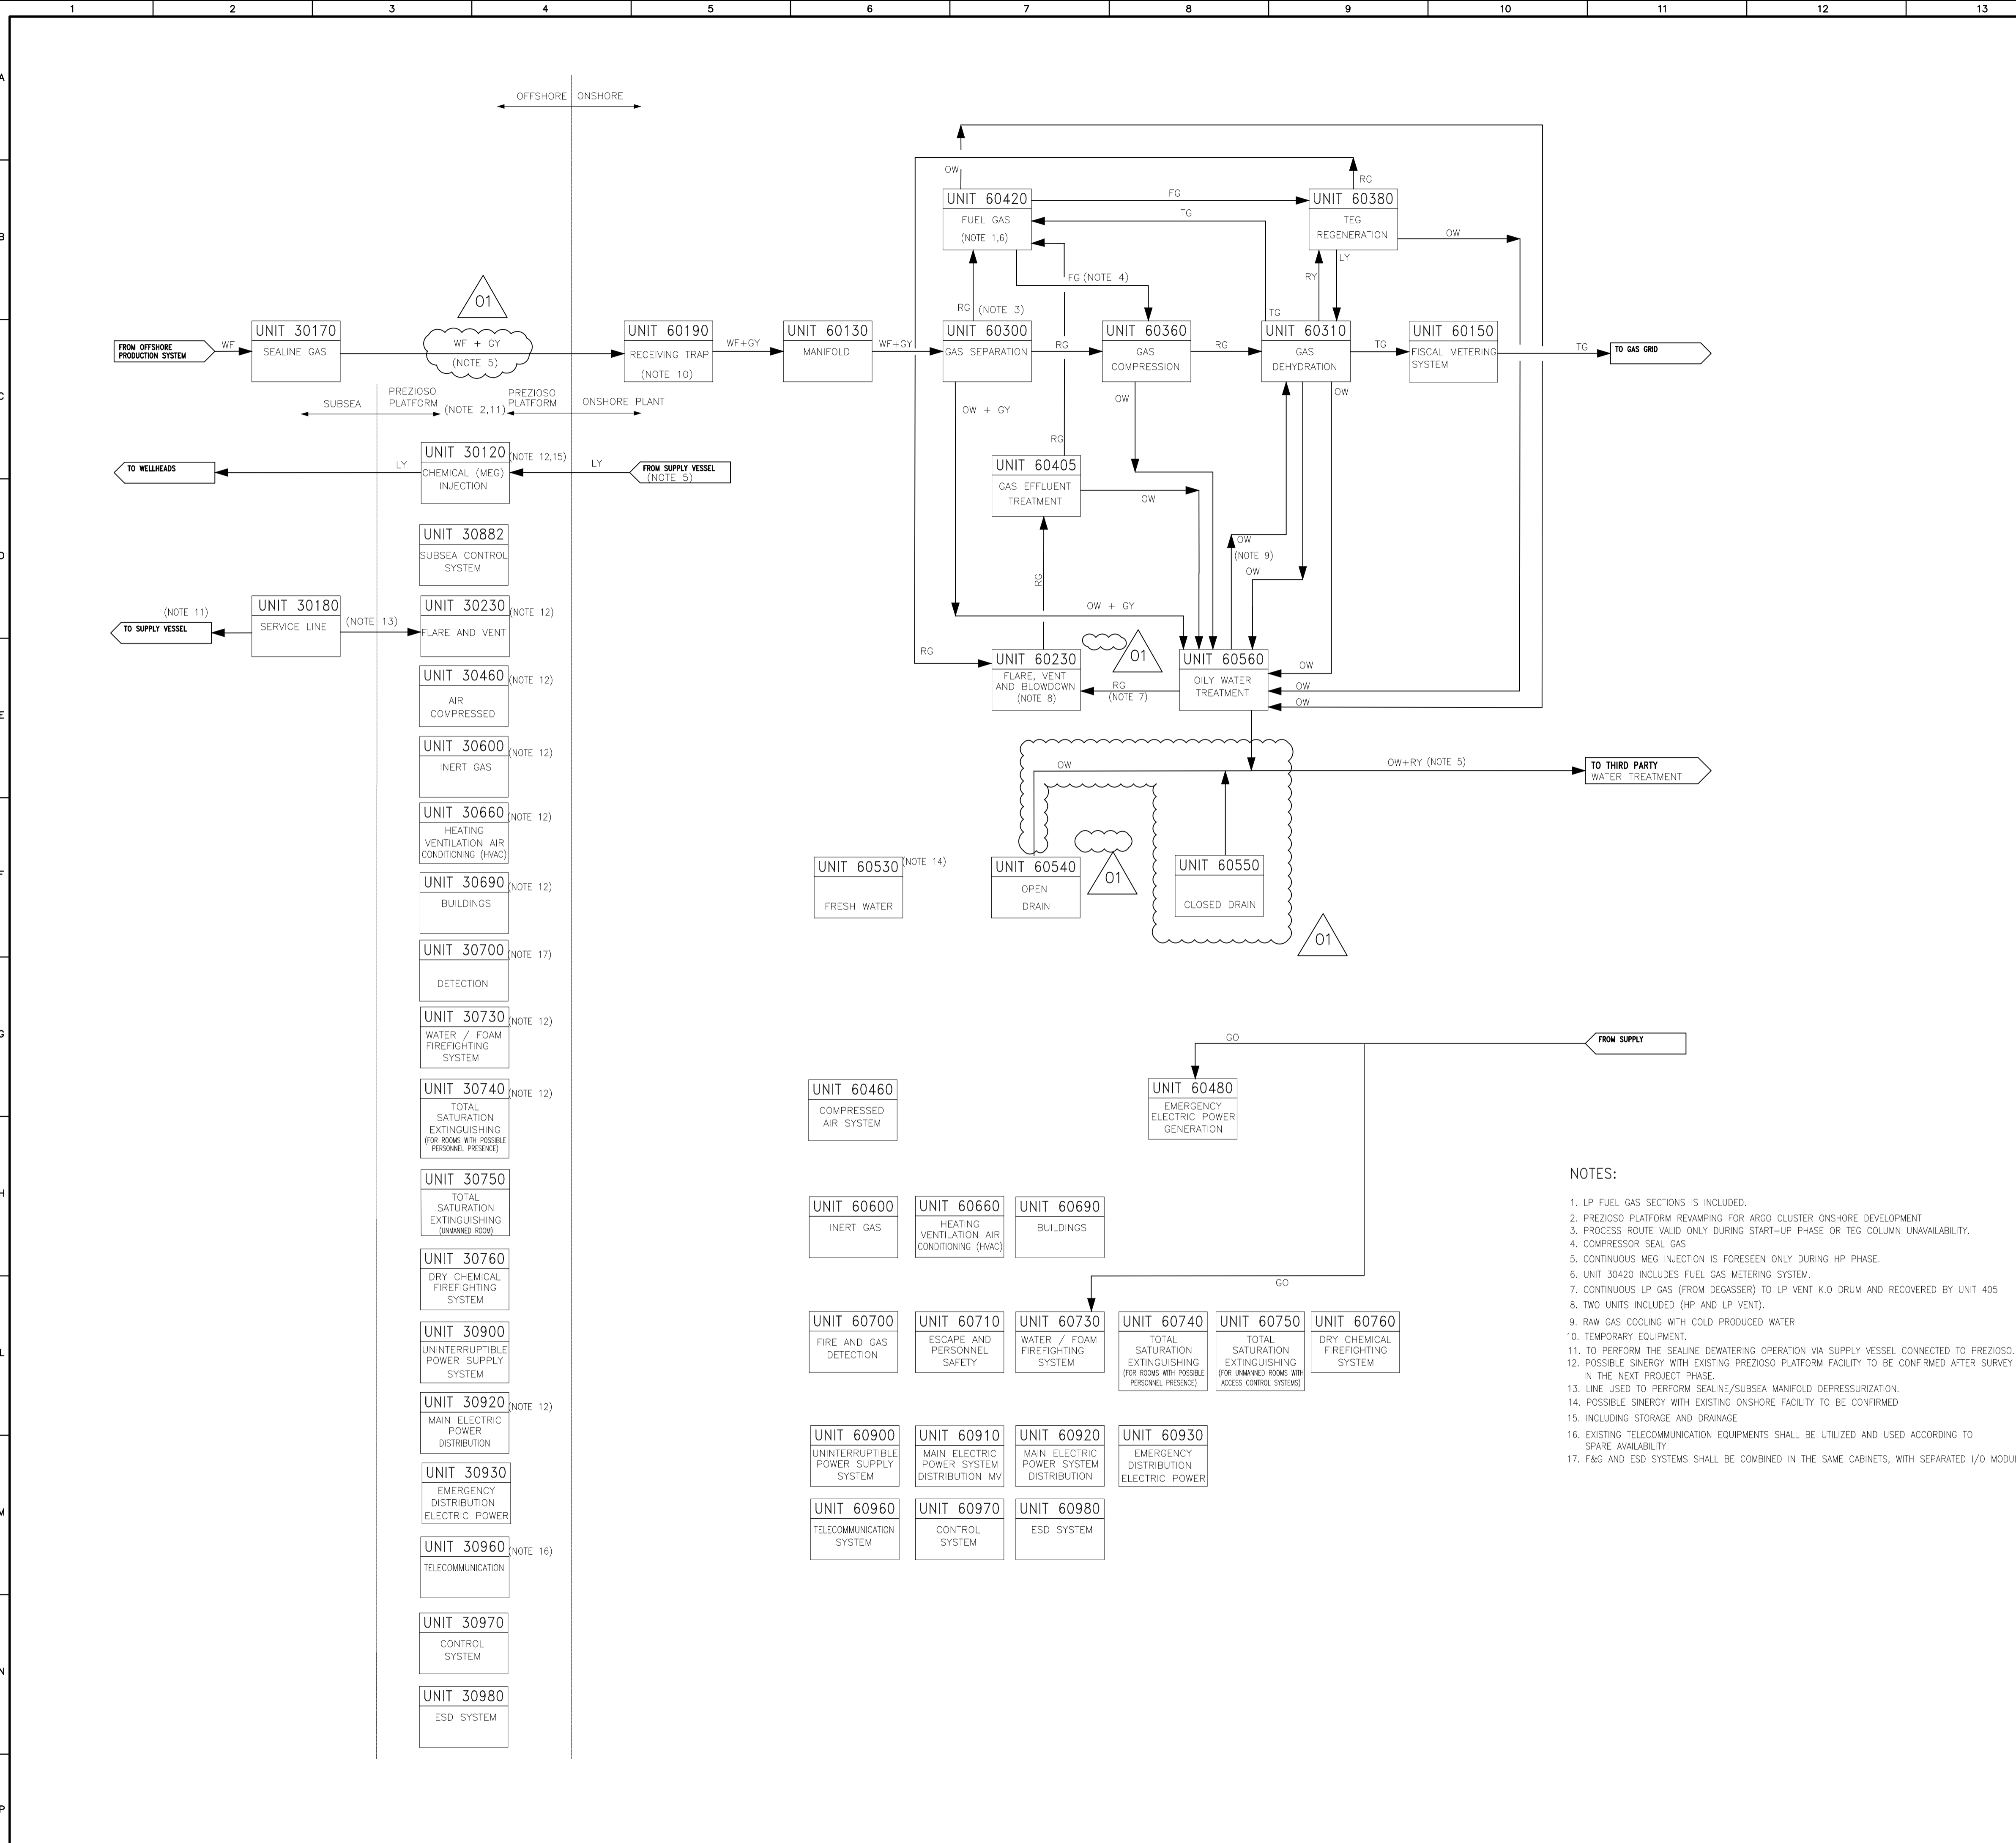 1 2 3 4 5 6 7 8 9 10 11 12 13
A
B
C
D
E
F
G
H
L
M
N
P
OFFSHORE ONSHORE
01
FROM OFFSHORE
PRODUCTION SYSTEM
WF
UNIT 30170
SEALINE GAS
WF + GY
(NOTE 5)
UNIT 60190
RECEIVING TRAP
(NOTE 10)
WF+GY
UNIT 60130
MANIFOLD
WF+GY
SUBSEA
PREZIOSO
PLATFORM
(NOTE 2,11)
PREZIOSO
PLATFORM
ONSHORE PLANT
TO WELLHEADS
LY
UNIT 30120
(NOTE 12,15)
CHEMICAL (MEG)
INJECTION
LY
FROM SUPPLY VESSEL
(NOTE 5)
UNIT 30882
SUBSEA CONTROL
SYSTEM
(NOTE 11)
TO SUPPLY VESSEL
UNIT 30180
SERVICE LINE
(NOTE 13)
UNIT 30230
(NOTE 12)
FLARE AND VENT
UNIT 30460
(NOTE 12)
AIR
COMPRESSED
UNIT 30600
(NOTE 12)
INERT GAS
UNIT 30660
(NOTE 12)
HEATING
VENTILATION AIR
CONDITIONING (HVAC)
UNIT 30690
(NOTE 12)
BUILDINGS
UNIT 30700
(NOTE 17)
DETECTION
UNIT 30730
(NOTE 12)
WATER / FOAM
FIREFIGHTING
SYSTEM
UNIT 30740
(NOTE 12)
TOTAL
SATURATION
EXTINGUISHING
(FOR ROOMS WITH POSSIBLE
PERSONNEL PRESENCE)
UNIT 30750
TOTAL
SATURATION
EXTINGUISHING
(UNMANNED ROOM)
UNIT 30760
DRY CHEMICAL
FIREFIGHTING
SYSTEM
UNIT 30900
UNINTERRUPTIBLE
POWER SUPPLY
SYSTEM
UNIT 30920
(NOTE 12)
MAIN ELECTRIC
POWER
DISTRIBUTION
UNIT 30930
EMERGENCY
DISTRIBUTION
ELECTRIC POWER
UNIT 30960
(NOTE 16)
TELECOMMUNICATION
UNIT 30970
CONTROL
SYSTEM
UNIT 30980
ESD SYSTEM
OW
RG
UNIT 60420
FUEL GAS
(NOTE 1,6)
FG
TG
UNIT 60380
TEG
REGENERATION
OW
LY
RY
FG (NOTE 4)
RG (NOTE 3)
TG
UNIT 60300
GAS SEPARATION
RG
UNIT 60360
GAS
COMPRESSION
RG
UNIT 60310
GAS
DEHYDRATION
TG
UNIT 60150
FISCAL METERING
SYSTEM
TG
TO GAS GRID
OW
OW
OW + GY
RG
UNIT 60405
GAS EFFLUENT
TREATMENT
OW
OW
(NOTE 9)
OW
RG
OW + GY
RG
UNIT 60230
FLARE, VENT
AND BLOWDOWN
(NOTE 8)
01
RG
(NOTE 7)
UNIT 60560
OILY WATER
TREATMENT
OW
OW
OW
OW
OW+RY (NOTE 5)
TO THIRD PARTY
WATER TREATMENT
UNIT 60530
(NOTE 14)
FRESH WATER
UNIT 60540
OPEN
DRAIN
01
UNIT 60550
CLOSED DRAIN
01
GO
FROM SUPPLY
UNIT 60460
COMPRESSED
AIR SYSTEM
UNIT 60480
EMERGENCY
ELECTRIC POWER
GENERATION
UNIT 60600
INERT GAS
UNIT 60660
HEATING
VENTILATION AIR
CONDITIONING (HVAC)
UNIT 60690
BUILDINGS
GO
UNIT 60700
FIRE AND GAS
DETECTION
UNIT 60710
ESCAPE AND
PERSONNEL
SAFETY
UNIT 60730
WATER / FOAM
FIREFIGHTING
SYSTEM
UNIT 60740
TOTAL
SATURATION
EXTINGUISHING
(FOR ROOMS WITH POSSIBLE
PERSONNEL PRESENCE)
UNIT 60750
TOTAL
SATURATION
EXTINGUISHING
(FOR UNMANNED ROOMS WITH
ACCESS CONTROL SYSTEMS)
UNIT 60760
DRY CHEMICAL
FIREFIGHTING
SYSTEM
UNIT 60900
UNINTERRUPTIBLE
POWER SUPPLY
SYSTEM
UNIT 60910
MAIN ELECTRIC
POWER SYSTEM
DISTRIBUTION MV
UNIT 60920
MAIN ELECTRIC
POWER SYSTEM
DISTRIBUTION
UNIT 60930
EMERGENCY
DISTRIBUTION
ELECTRIC POWER
UNIT 60960
TELECOMMUNICATION
SYSTEM
UNIT 60970
CONTROL
SYSTEM
UNIT 60980
ESD SYSTEM
NOTES:
1. LP FUEL GAS SECTIONS IS INCLUDED.
2. PREZIOSO PLATFORM REVAMPING FOR ARGO CLUSTER ONSHORE DEVELOPMENT
3. PROCESS ROUTE VALID ONLY DURING START-UP PHASE OR TEG COLUMN UNAVAILABILITY.
4. COMPRESSOR SEAL GAS
5. CONTINUOUS MEG INJECTION IS FORESEEN ONLY DURING HP PHASE.
6. UNIT 30420 INCLUDES FUEL GAS METERING SYSTEM.
7. CONTINUOUS LP GAS (FROM DEGASSER) TO LP VENT K.O DRUM AND RECOVERED BY UNIT 405
8. TWO UNITS INCLUDED (HP AND LP VENT).
9. RAW GAS COOLING WITH COLD PRODUCED WATER
10. TEMPORARY EQUIPMENT.
11. TO PERFORM THE SEALINE DEWATERING OPERATION VIA SUPPLY VESSEL CONNECTED TO PREZIOSO.
12. POSSIBLE SINERGY WITH EXISTING PREZIOSO PLATFORM FACILITY TO BE CONFIRMED AFTER SURVEY
IN THE NEXT PROJECT PHASE.
13. LINE USED TO PERFORM SEALINE/SUBSEA MANIFOLD DEPRESSURIZATION.
14. POSSIBLE SINERGY WITH EXISTING ONSHORE FACILITY TO BE CONFIRMED
15. INCLUDING STORAGE AND DRAINAGE
16. EXISTING TELECOMMUNICATION EQUIPMENTS SHALL BE UTILIZED AND USED ACCORDING TO
SPARE AVAILABILITY
17. F&G AND ESD SYSTEMS SHALL BE COMBINED IN THE SAME CABINETS, WITH SEPARATED I/O